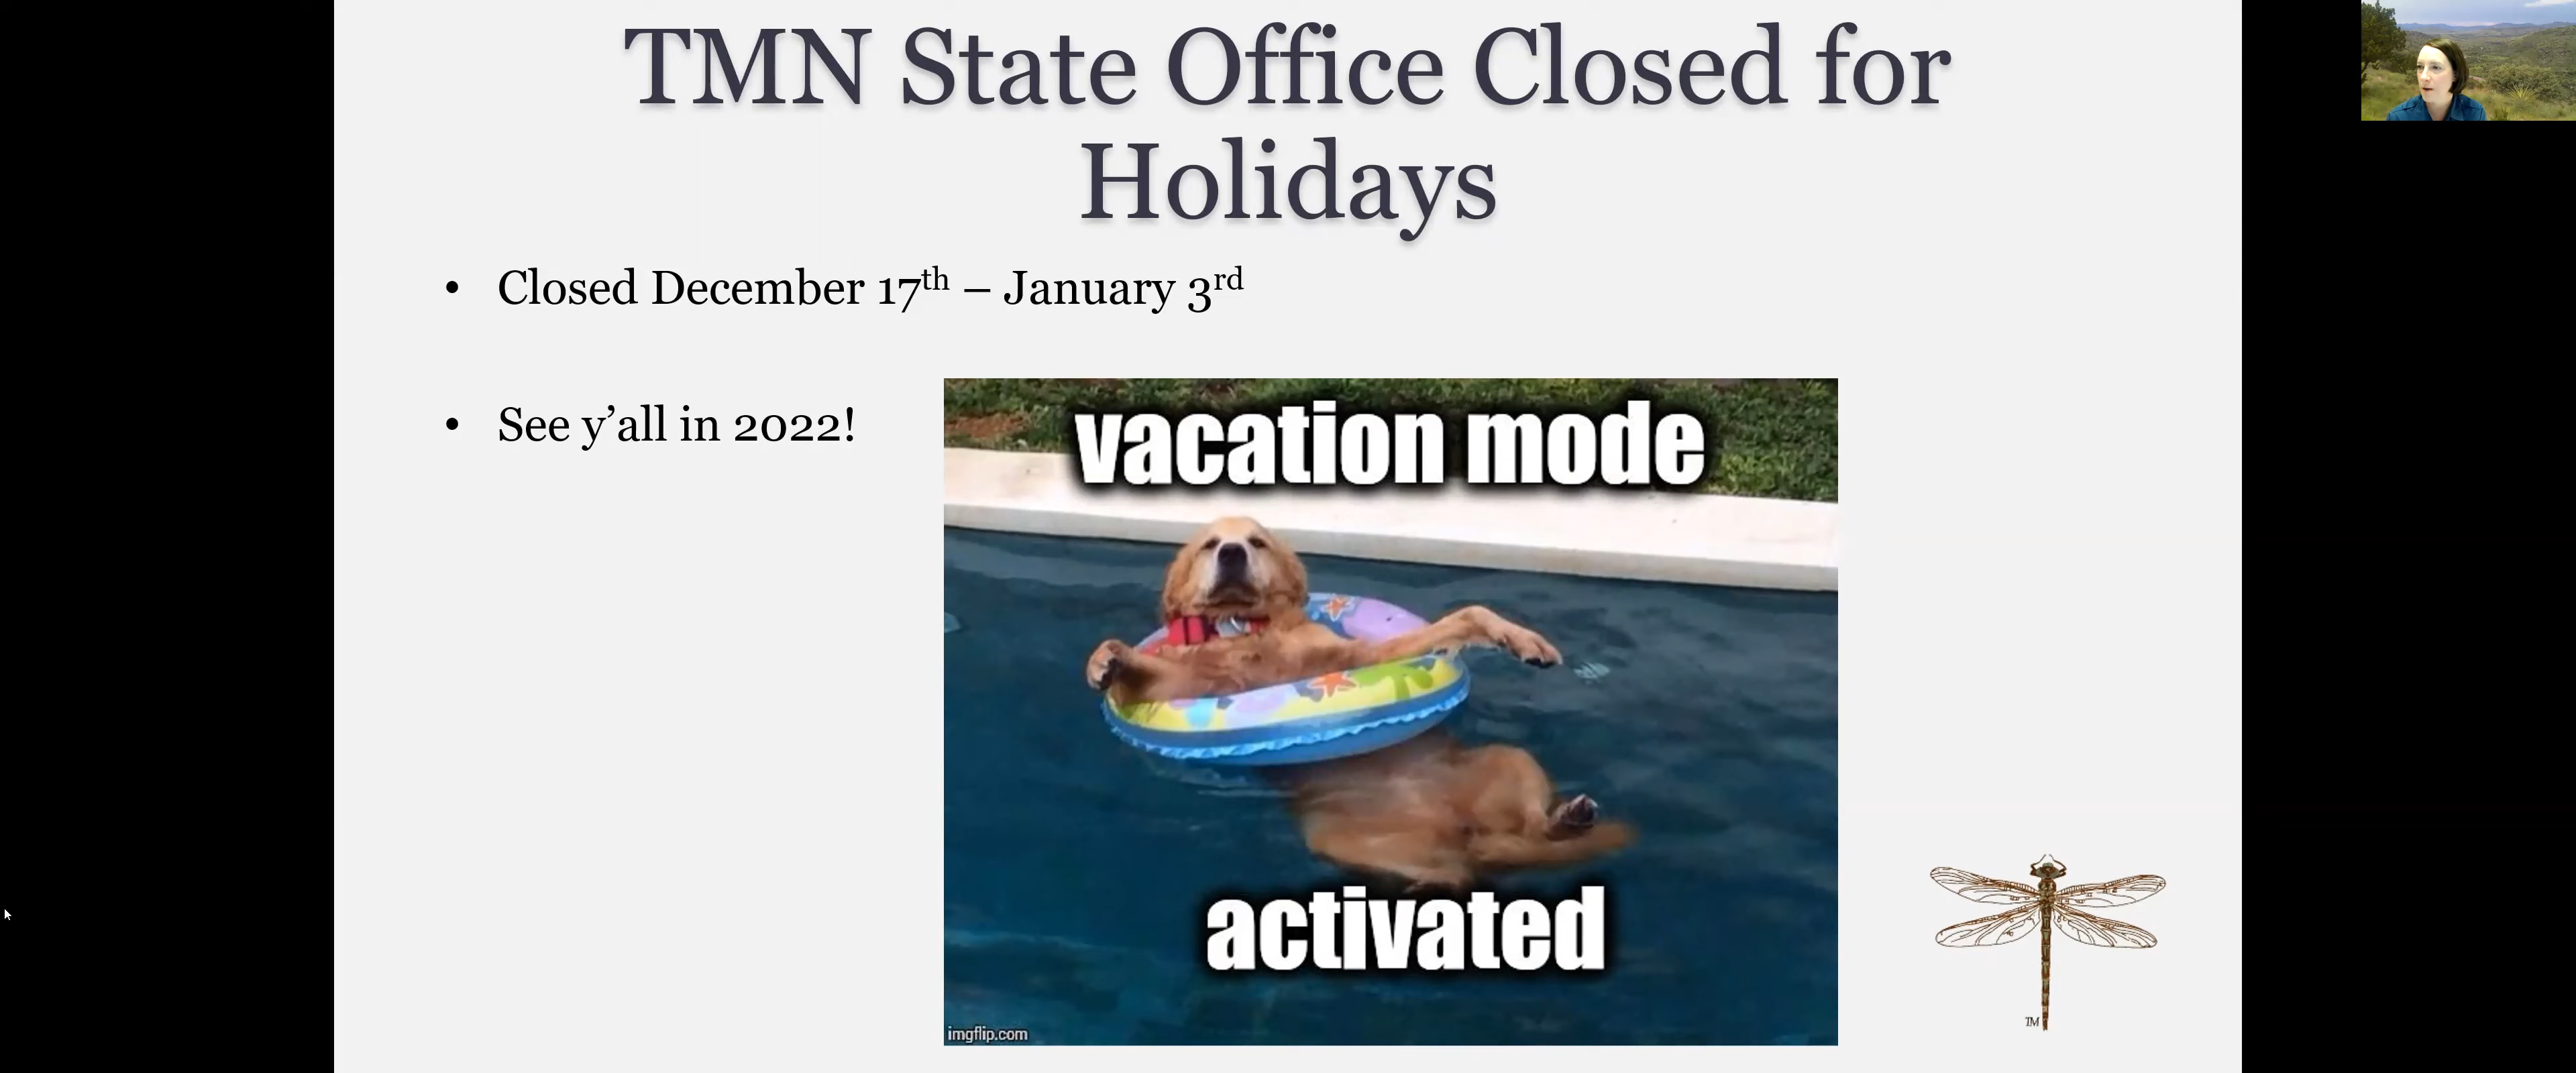 TMN State Office Closed for
Holidays
• Closed December 17th – January 3rd
• See y’all in 2022!
vacation mode
activated
imgflip.com
TM